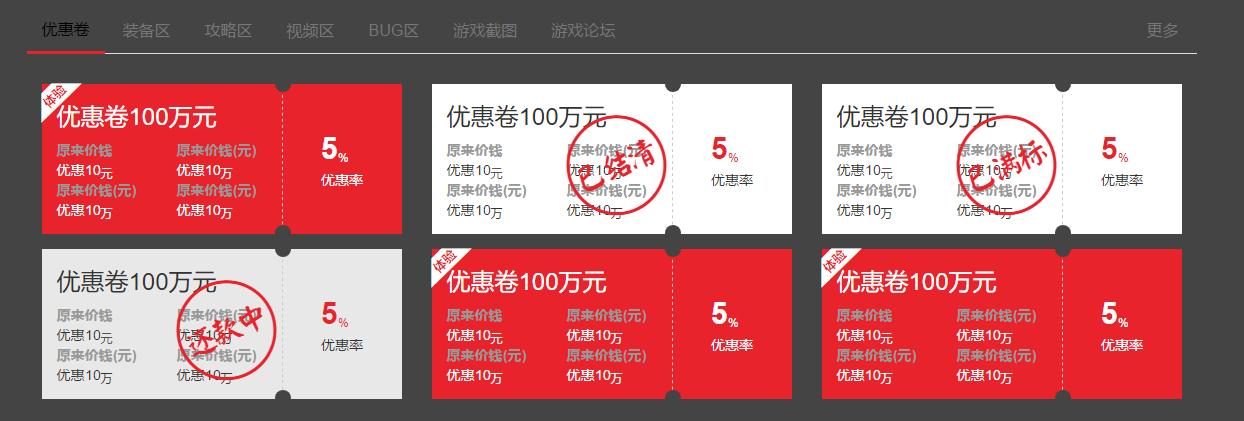 优惠卷 装备区 攻略区 视频区 BUG区 游戏截图 游戏论坛 更多
体验
优惠卷100万元
原来价钱 原来价钱(元)
优惠10元 优惠10万
原来价钱(元) 原来价钱(元)
优惠10万 优惠10万
5%
优惠率
优惠卷100万元
原来价钱 原来价钱(元)
优惠10元 优惠10万
原来价钱(元) 原来价钱(元)
优惠10万 优惠10万
已结清
5%
优惠率
优惠卷100万元
原来价钱 原来价钱(元)
优惠10元 优惠10万
原来价钱(元) 原来价钱(元)
优惠10万 优惠10万
已满标
5%
优惠率
优惠卷100万元
原来价钱 原来价钱(元)
优惠10元 优惠10万
原来价钱(元) 原来价钱(元)
优惠10万 优惠10万
还款中
5%
优惠率
体验
优惠卷100万元
原来价钱 原来价钱(元)
优惠10元 优惠10万
原来价钱(元) 原来价钱(元)
优惠10万 优惠10万
5%
优惠率
体验
优惠卷100万元
原来价钱 原来价钱(元)
优惠10元 优惠10万
原来价钱(元) 原来价钱(元)
优惠10万 优惠10万
5%
优惠率